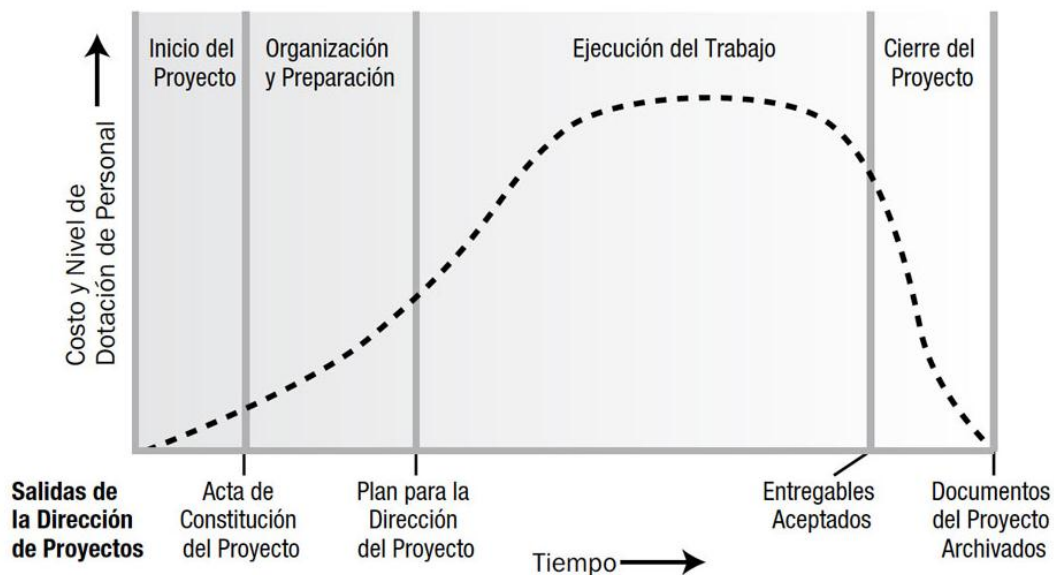 Inicio del
Proyecto
Organización
y Preparación
Ejecución del Trabajo
Cierre del
Proyecto
Costo y Nivel de
Dotación de Personal
Salidas de
la Dirección
de Proyectos
Acta de
Constitución
del Proyecto
Plan para la
Dirección
del Proyecto
Entregables
Aceptados
Documentos
del Proyecto
Archivados
Tiempo